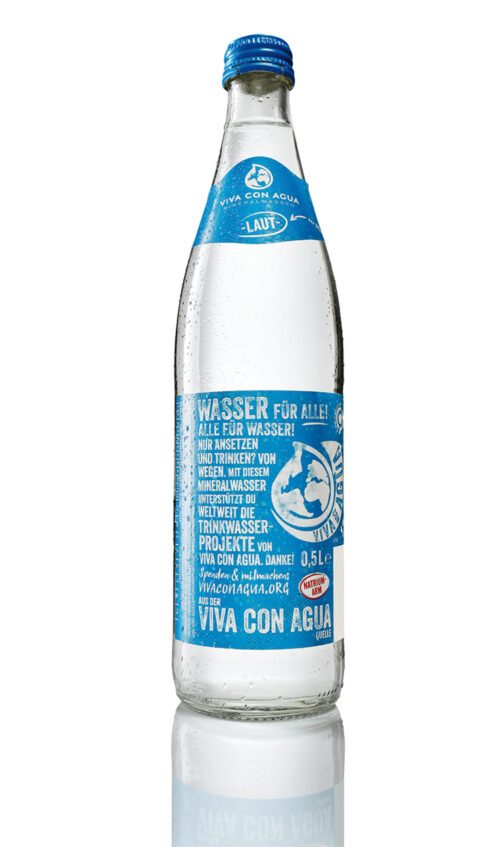 VIVA CON AGUA
MINERALWASSER
-LAUT-
WASSER FÜR ALLE!
ALLE FÜR WASSER!
NUR ANSETZEN
UND TRINKEN? VON
WEGEN. MIT DIESEM
MINERALWASSER
UNTERSTÜTZT DU
WELTWEIT DIE
TRINKWASSER-
PROJEKTE VON
VIVA CON AGUA. DANKE!
0,5 L e
Spenden & mitmachen:
VIVACONAGUA.ORG
NATRIUM-
ARM
AUS DER
VIVA CON AGUA
QUELLE